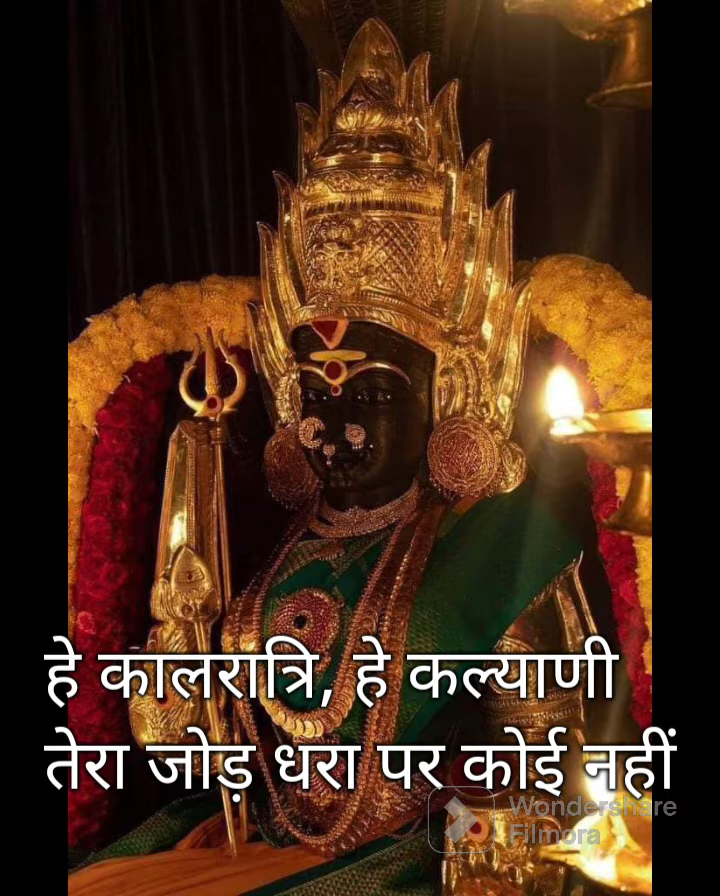 हे कालरात्रि, हे कल्याणी
तेरा जोड़ धरा पर कोई नहीं
Wondershare
Filmora